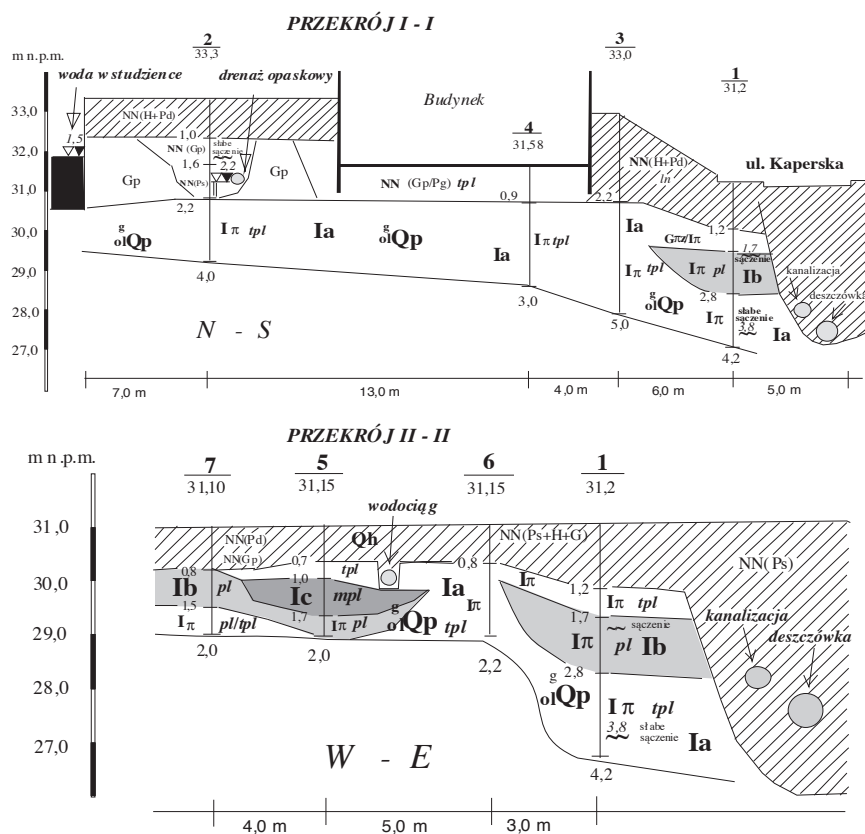 PRZEKRÓJ I - I
m n.p.m.
2
33,3
3
33,0
woda w studzience
drenaż opaskowy
1
31,2
33,0
32,0
31,0
30,0
29,0
28,0
27,0
Budynek
NN(H+Pd)
1,5
1,0
NN (Gp)
słabe
sączenie
1,6
2,2
NN(Ps)
Gp
Gp
2,2
4
31,58
NN (Gp/Pg) tpl
0,9
2,2
NN(H+Pd)
ln
ul. Kaperska
g
olQp
Iπ tpl
Ia
g
olQp
Ia
Iπ tpl
Ia
Gπz/Iπ
1,2
1,7
sączenie
Iπ tpl
Iπ pl
Ib
kanalizacja
deszczówka
4,0
3,0
g
olQp
2,8
Iπ
słabe
sączenie
3,8
Ia
5,0
4,2
N - S
7,0 m
13,0 m
4,0 m
6,0 m
5,0 m
PRZEKRÓJ II - II
m n.p.m.
7
31,10
5
31,15
6
31,15
1
31,2
wodociąg
31,0
30,0
29,0
28,0
27,0
NN(Pd)
NN(Gp)
Qh
NN(Ps+H+G)
NN(Ps)
0,8
0,7
tpl
0,8
Ib
pl
1,0
Ic
mpl
Ia
Iπ
Iπ
1,2
Iπ tpl
1,5
1,7
1,7
Iπ
pl/tpl
Iπ pl
g
olQp
tpl
Iπ
sączenie
pl
Ib
kanalizacja
deszczówka
2,0
2,0
2,2
2,8
g
olQp
Iπ tpl
3,8
słabe
sączenie
Ia
4,2
W - E
4,0 m
5,0 m
3,0 m